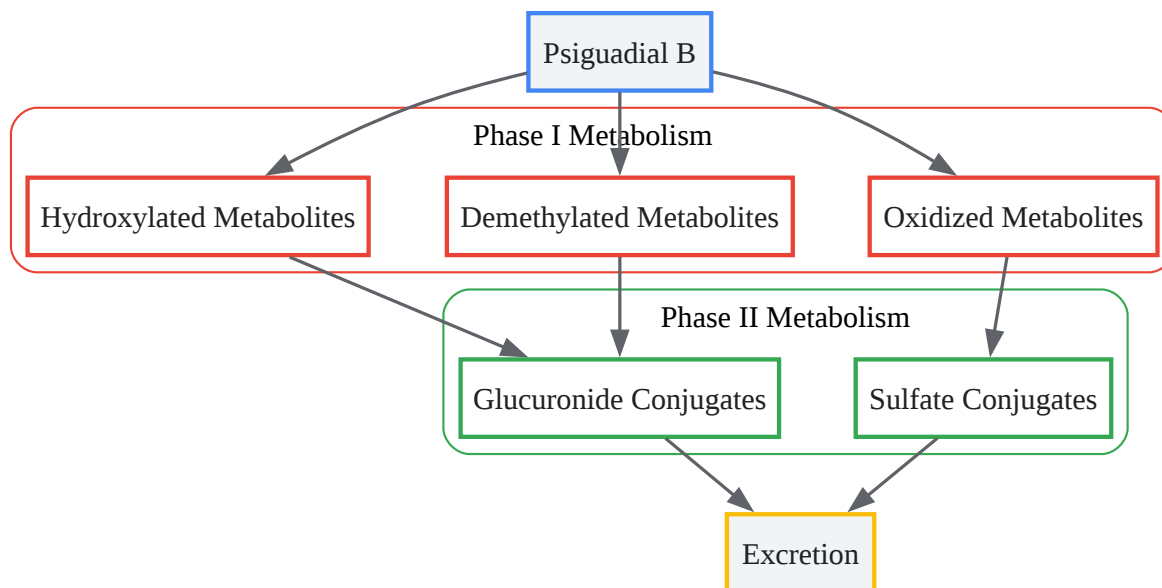 Psiguadial B
Phase I Metabolism
Hydroxylated Metabolites
Demethylated Metabolites
Oxidized Metabolites
Phase II Metabolism
Glucuronide Conjugates
Sulfate Conjugates
Excretion